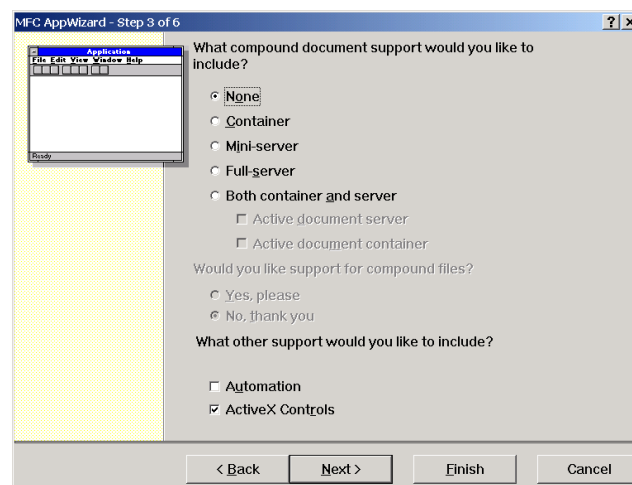 MFC AppWizard - Step 3 of 6
Application
File Edit View Window Help
Ready
What compound document support would you like to
include?
None
Container
Mini-server
Full-server
Both container and server
Active document server
Active document container
Would you like support for compound files?
Yes, please
No, thank you
What other support would you like to include?
Automation
ActiveX Controls
< Back Next > Finish Cancel